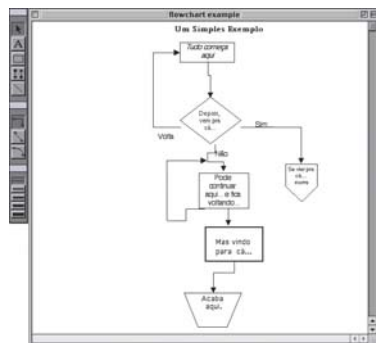 flowchart example
Um Simples Exemplo
Tudo começa
aqui
Depois,
vem pra
cá...
Volta
Sim
Não
Pode
continuar
aqui... e fica
voltando...
Se vier pra
cá...
Mas vindo
para cá...
Acaba
aqui.